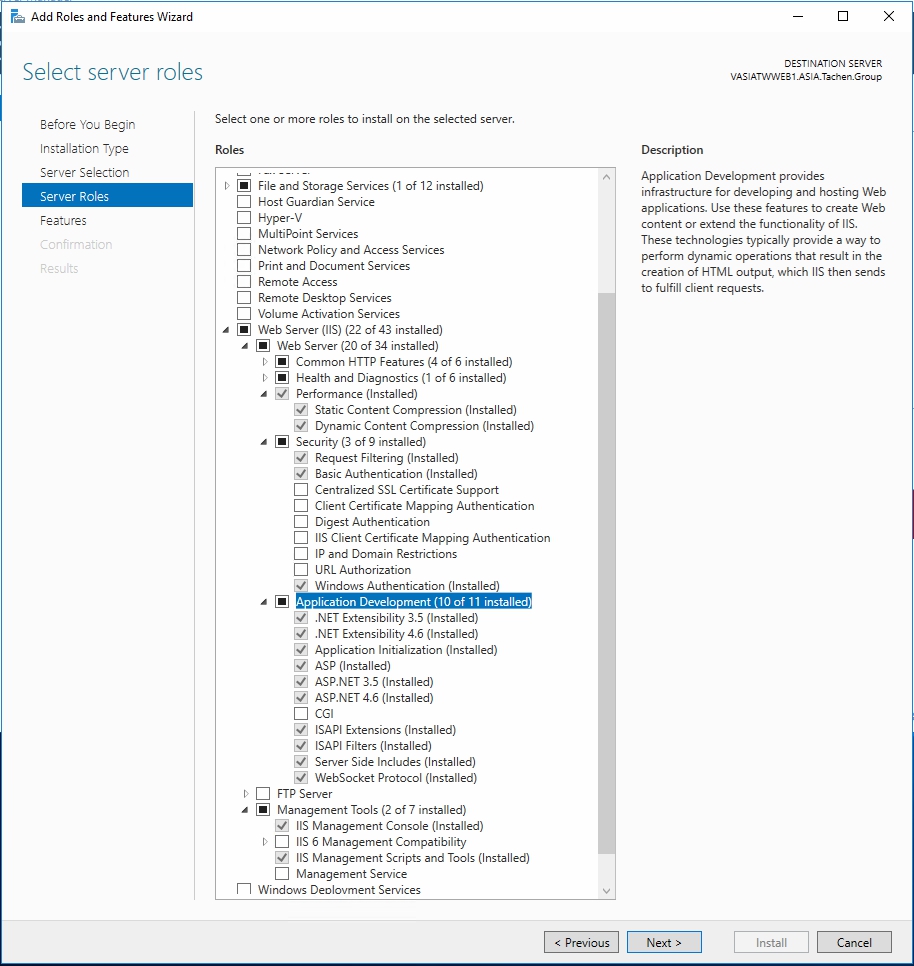 Add Roles and Features Wizard
Select server roles
DESTINATION SERVER
VASIATWWEB1.ASIA.Tachen.Group
Before You Begin
Installation Type
Server Selection
Server Roles
Features
Confirmation
Results
Select one or more roles to install on the selected server.
Roles
File and Storage Services (1 of 12 installed)
Host Guardian Service
Hyper-V
MultiPoint Services
Network Policy and Access Services
Print and Document Services
Remote Access
Remote Desktop Services
Volume Activation Services
Web Server (IIS) (22 of 43 installed)
Web Server (20 of 34 installed)
Common HTTP Features (4 of 6 installed)
Health and Diagnostics (1 of 6 installed)
Performance (Installed)
Static Content Compression (Installed)
Dynamic Content Compression (Installed)
Security (3 of 9 installed)
Request Filtering (Installed)
Basic Authentication (Installed)
Centralized SSL Certificate Support
Client Certificate Mapping Authentication
Digest Authentication
IIS Client Certificate Mapping Authentication
IP and Domain Restrictions
URL Authorization
Windows Authentication (Installed)
Application Development (10 of 11 installed)
.NET Extensibility 3.5 (Installed)
.NET Extensibility 4.6 (Installed)
Application Initialization (Installed)
ASP (Installed)
ASP.NET 3.5 (Installed)
ASP.NET 4.6 (Installed)
CGI
ISAPI Extensions (Installed)
ISAPI Filters (Installed)
Server Side Includes (Installed)
WebSocket Protocol (Installed)
FTP Server
Management Tools (2 of 7 installed)
IIS Management Console (Installed)
IIS 6 Management Compatibility
IIS Management Scripts and Tools (Installed)
Management Service
Windows Deployment Services
Description
Application Development provides
infrastructure for developing and hosting Web
applications. Use these features to create Web
content or extend the functionality of IIS.
These technologies typically provide a way to
perform dynamic operations that result in the
creation of HTML output, which IIS then sends
to fulfill client requests.
< Previous
Next >
Install
Cancel